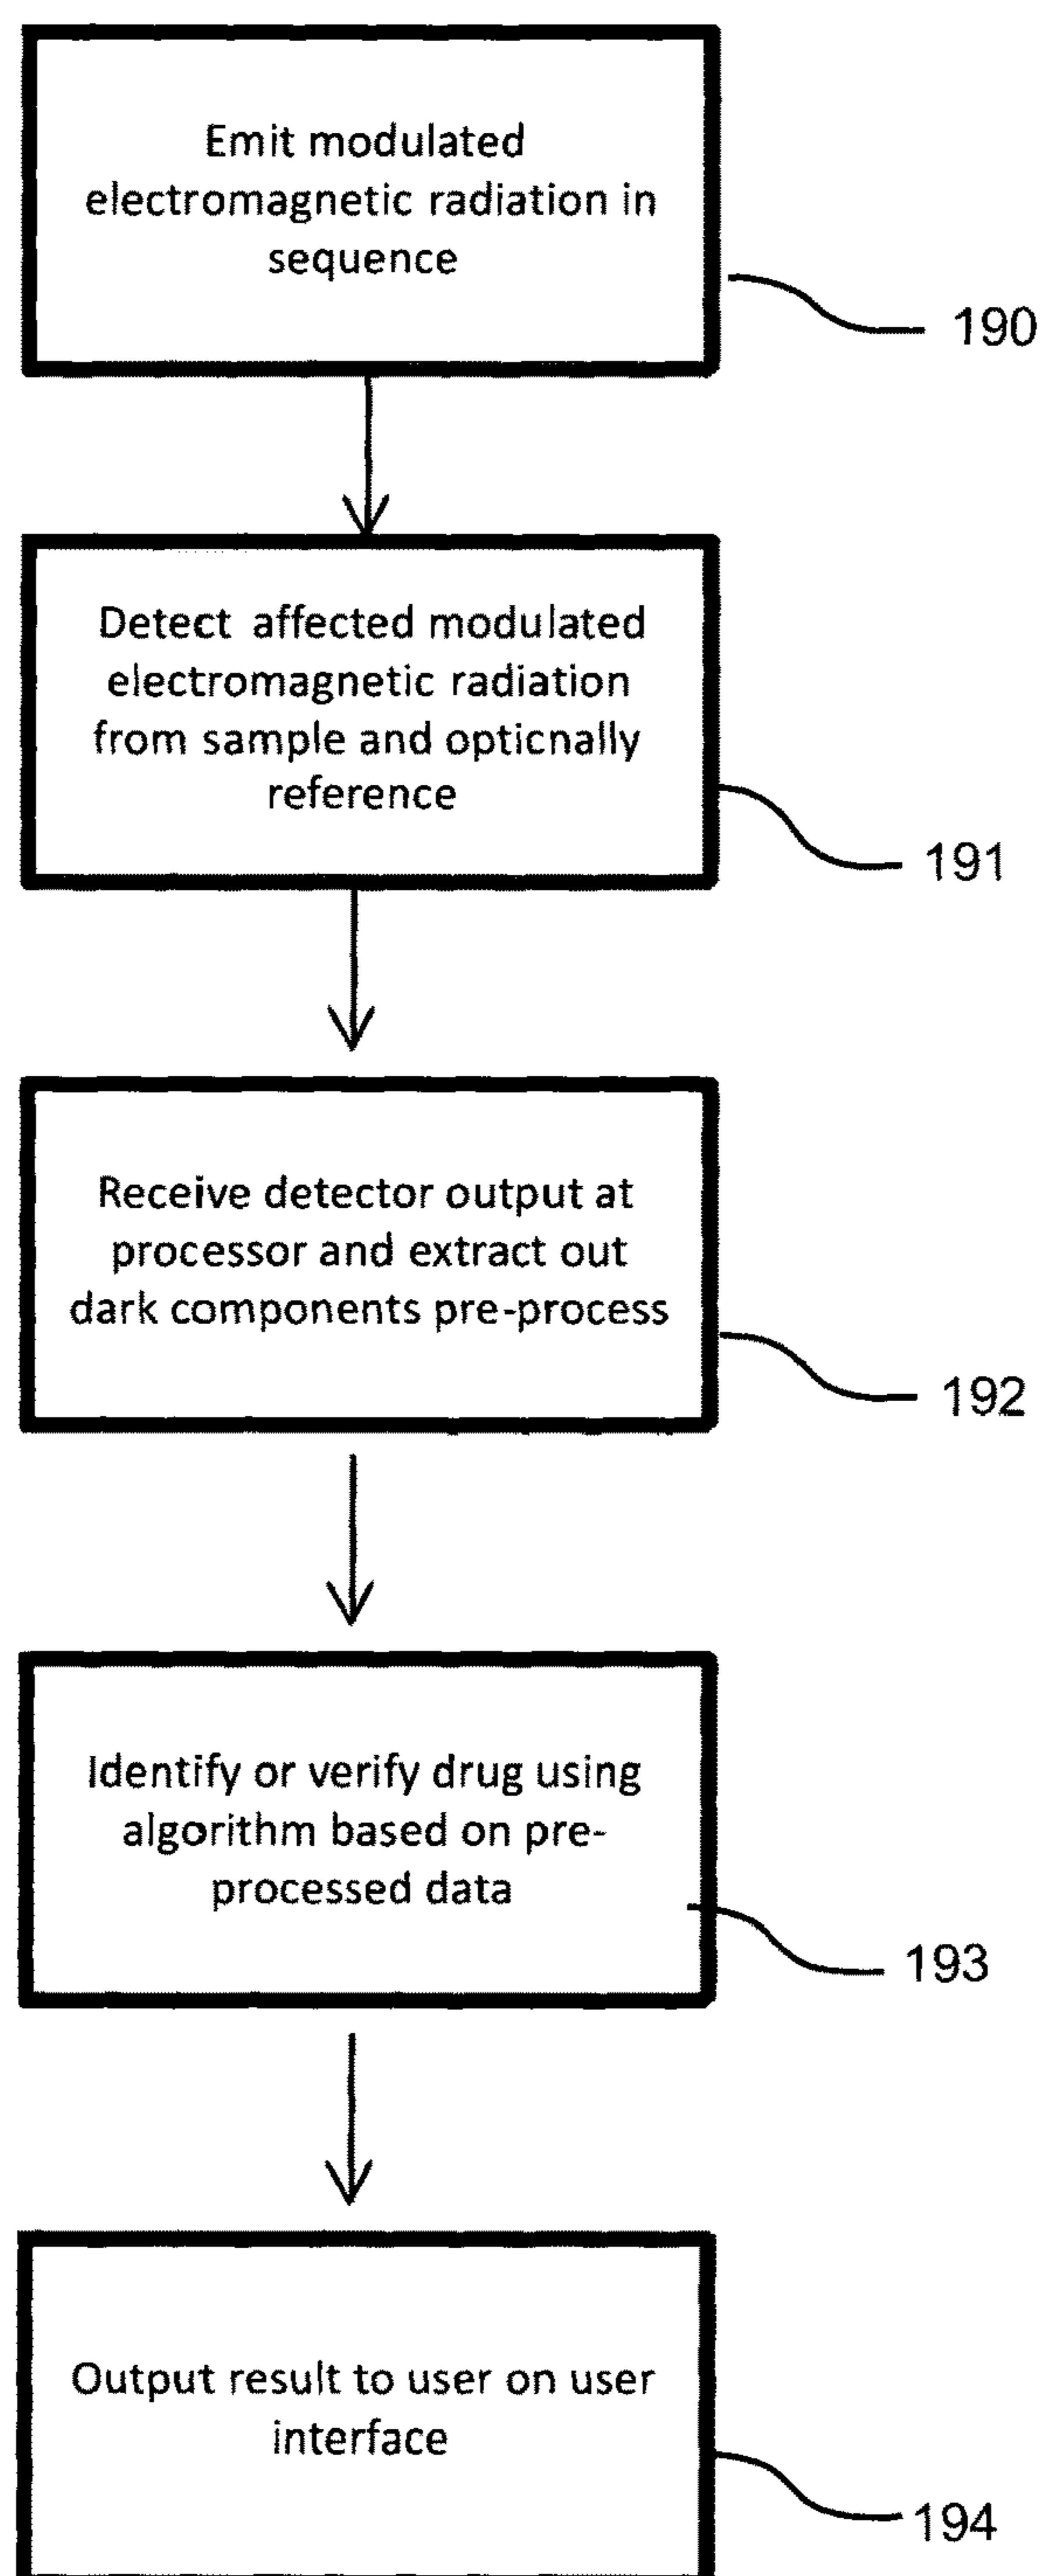 Emit modulated
electromagnetic radiation in
sequence
190
Detect affected modulated
electromagnetic radiation
from sample and opticnally
reference
191
Receive detector output at
processor and extract out
dark components pre-process
192
Identify or verify drug using
algorithm based on pre-
processed data
193
Output result to user on user
interface
194